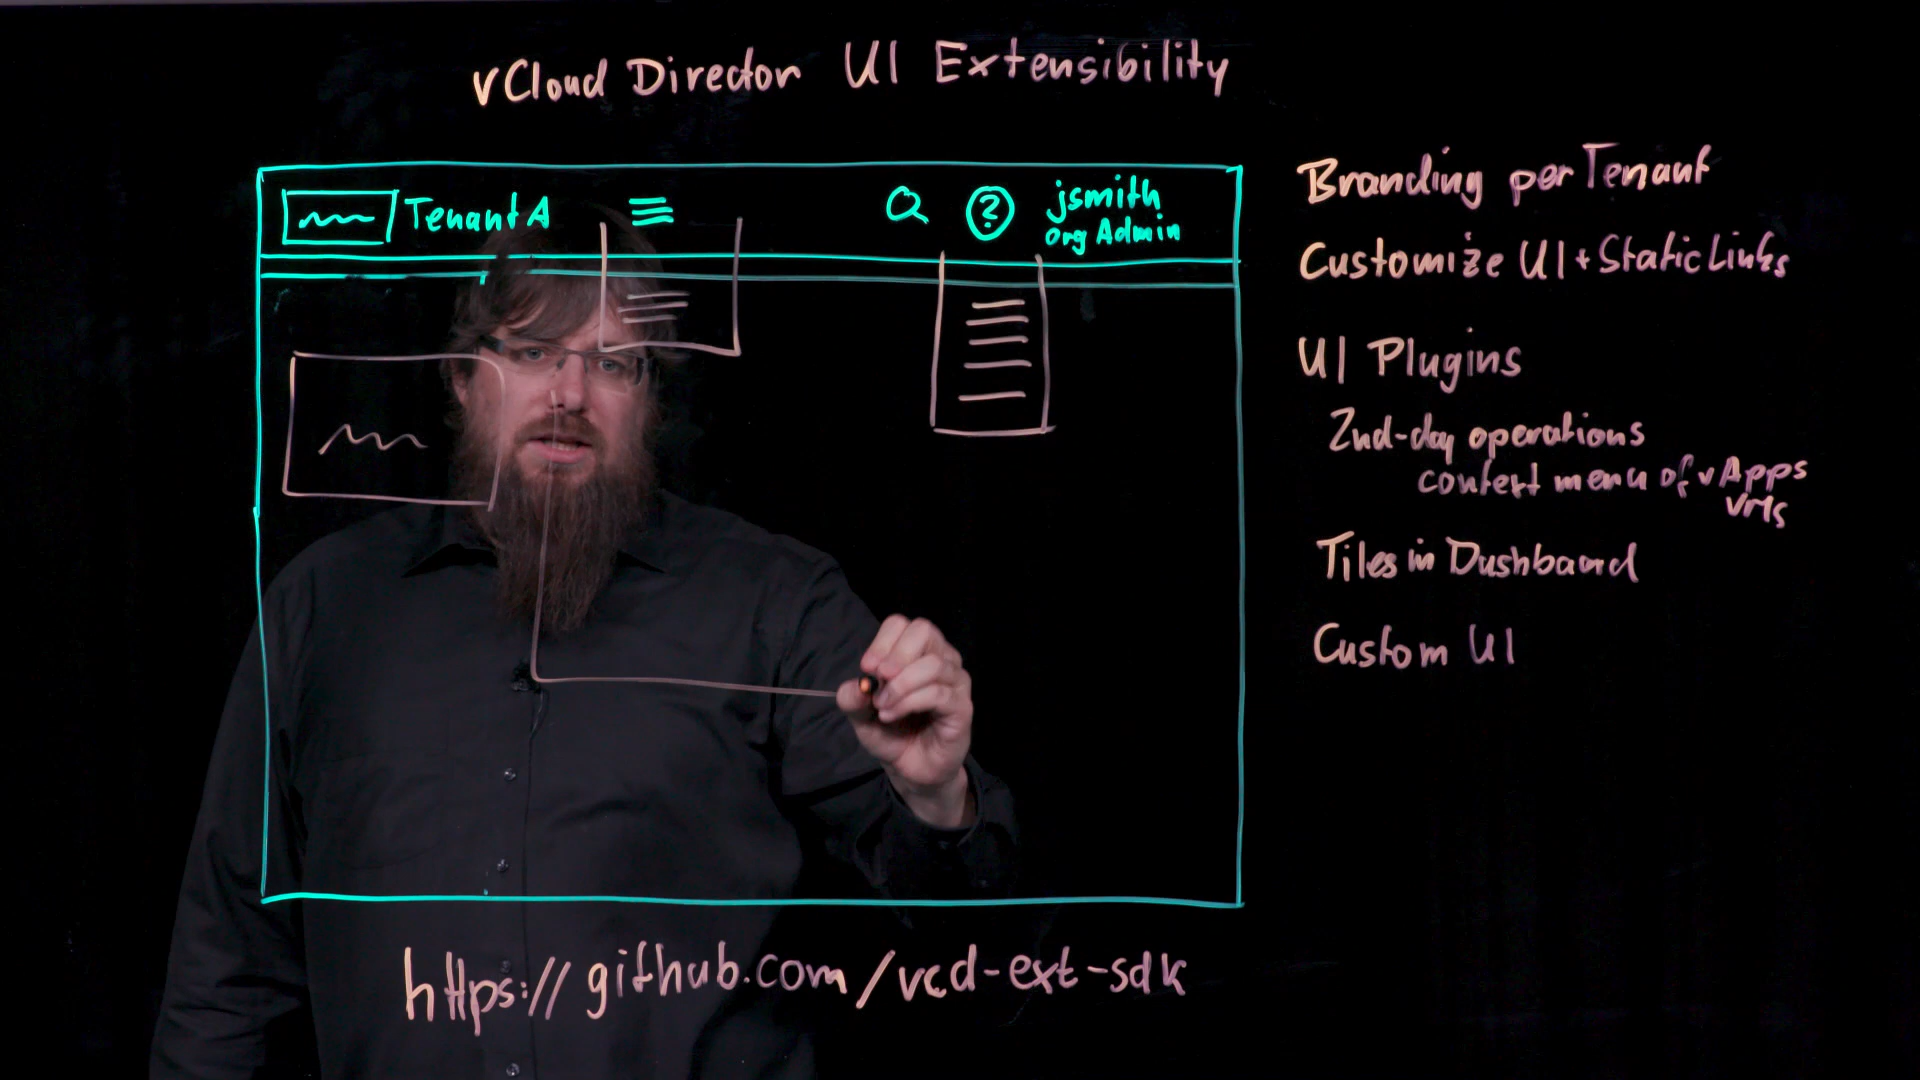 vCloud Director UI Extensibility
Tenant A
?
jsmith
Org Admin
Branding per Tenant
Customize UI + Static Links
UI Plugins
2nd-day operations
context menu of vApps
VMs
Tiles in Dashboard
Custom UI
https://github.com/vcd-ext-sdk